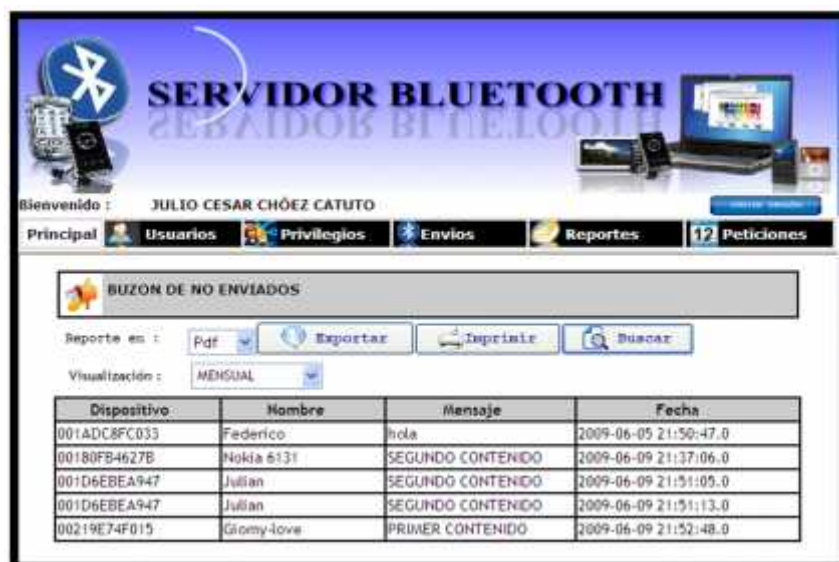 SERVIDOR BLUETOOTH
Bienvenido : JULIO CESAR CHÓEZ CATUTO
Principal Usuarios Privilegios Envios Reportes 12 Peticiones
BUZON DE NO ENVIADOS
Reporte en : Pdf Exportar Imprimir Buscar
Visualización : MENSUAL
Dispositivo Nombre Mensaje Fecha
001ADC8FC033 Federico hola 2009-06-05 21:50:47.0
00180FB4627B Nokia 6131 SEGUNDO CONTENIDO 2009-06-09 21:37:06.0
001D6EBEA947 Julian SEGUNDO CONTENIDO 2009-06-09 21:51:05.0
001D6EBEA947 Julian SEGUNDO CONTENIDO 2009-06-09 21:51:13.0
00219E74F015 Giomy-love PRIMER CONTENIDO 2009-06-09 21:52:48.0